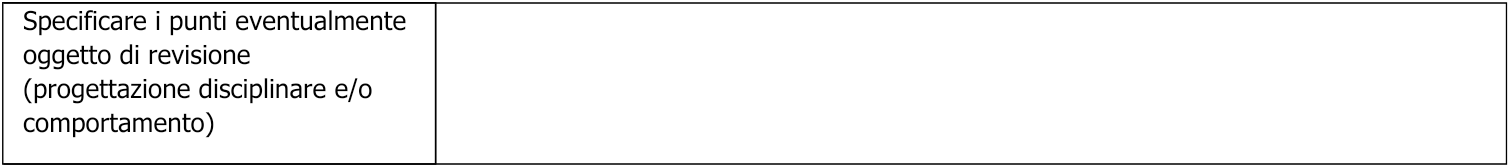 Specificare i punti eventualmente
oggetto di revisione
(progettazione disciplinare e/o
comportamento)